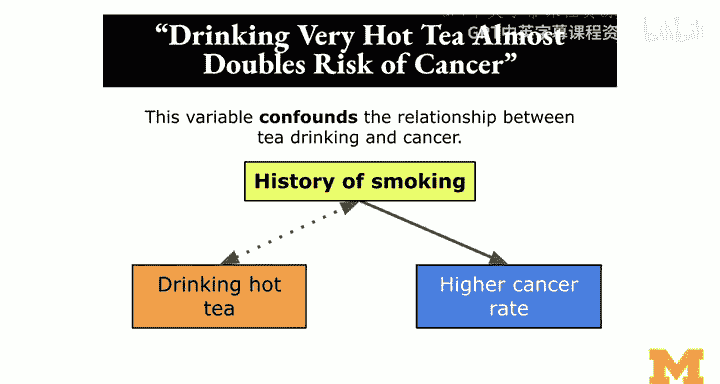 “Drinking Very Hot Tea Almost
Doubles Risk of Cancer”
This variable confounds the relationship between
tea drinking and cancer.
History of smoking
Drinking hot
tea
Higher cancer
rate
M